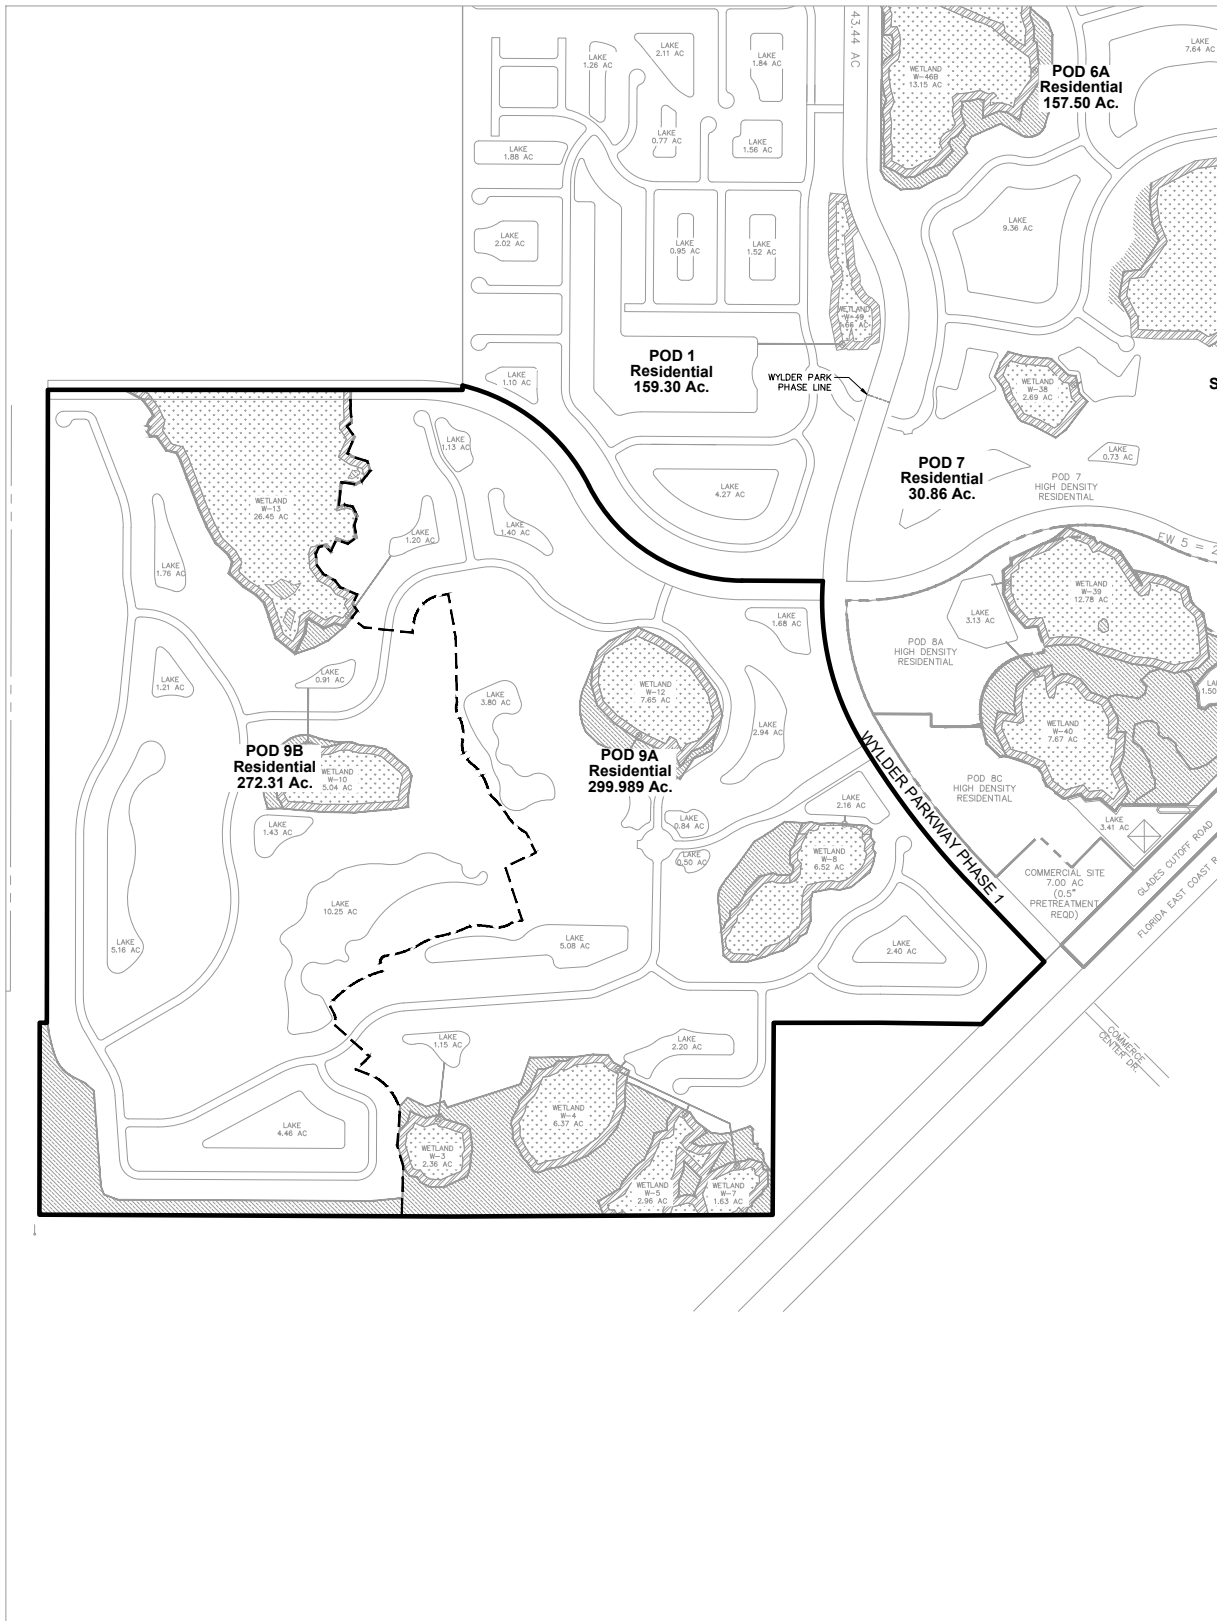 LAKE
1.26 AC
LAKE
2.11 AC
LAKE
1.84 AC
43.44 AC
WETLAND
W-46B
13.15 AC
POD 6A
Residential
157.50 Ac.
LAKE
7.64 AC
LAKE
1.88 AC
LAKE
0.77 AC
LAKE
1.56 AC
LAKE
2.02 AC
LAKE
0.95 AC
LAKE
1.52 AC
LAKE
9.36 AC
WETLAND
W-49
.66 AC
POD 1
Residential
159.30 Ac.
WYLDER PARK
PHASE LINE
LAKE
1.10 AC
WETLAND
W-38
2.69 AC
S
LAKE
1.13 AC
LAKE
0.73 AC
POD 7
Residential
30.86 Ac.
POD 7
HIGH DENSITY
RESIDENTIAL
LAKE
4.27 AC
WETLAND
W-13
26.45 AC
LAKE
1.20 AC
LAKE
1.40 AC
FW 5 = 2
LAKE
1.76 AC
WETLAND
W-39
12.78 AC
LAKE
3.13 AC
LAKE
1.68 AC
POD 8A
HIGH DENSITY
RESIDENTIAL
LAKE
1.21 AC
LAKE
0.91 AC
LAKE
3.80 AC
WETLAND
W-12
7.65 AC
LAKE
2.94 AC
LA
1.50
WETLAND
W-40
7.67 AC
POD 9B
Residential
272.31 Ac.
WETLAND
W-10
5.04 AC
POD 9A
Residential
299.989 Ac.
WYLDER PARKWAY PHASE 1
POD 8C
HIGH DENSITY
RESIDENTIAL
LAKE
2.16 AC
LAKE
0.84 AC
LAKE
1.43 AC
LAKE
3.41 AC
GLADES CUTOFF ROAD
FLORIDA EAST COAST R
LAKE
0.50 AC
WETLAND
W-8
6.52 AC
COMMERCIAL SITE
7.00 AC
(0.5"
PRETREATMENT
REQD)
LAKE
10.25 AC
LAKE
5.16 AC
LAKE
5.08 AC
LAKE
2.40 AC
COMMERCE
CENTER DR.
LAKE
1.15 AC
LAKE
2.20 AC
LAKE
4.46 AC
WETLAND
W-4
6.37 AC
WETLAND
W-3
2.36 AC
WETLAND
W-5
2.96 AC
WETLAND
W-7
1.63 AC